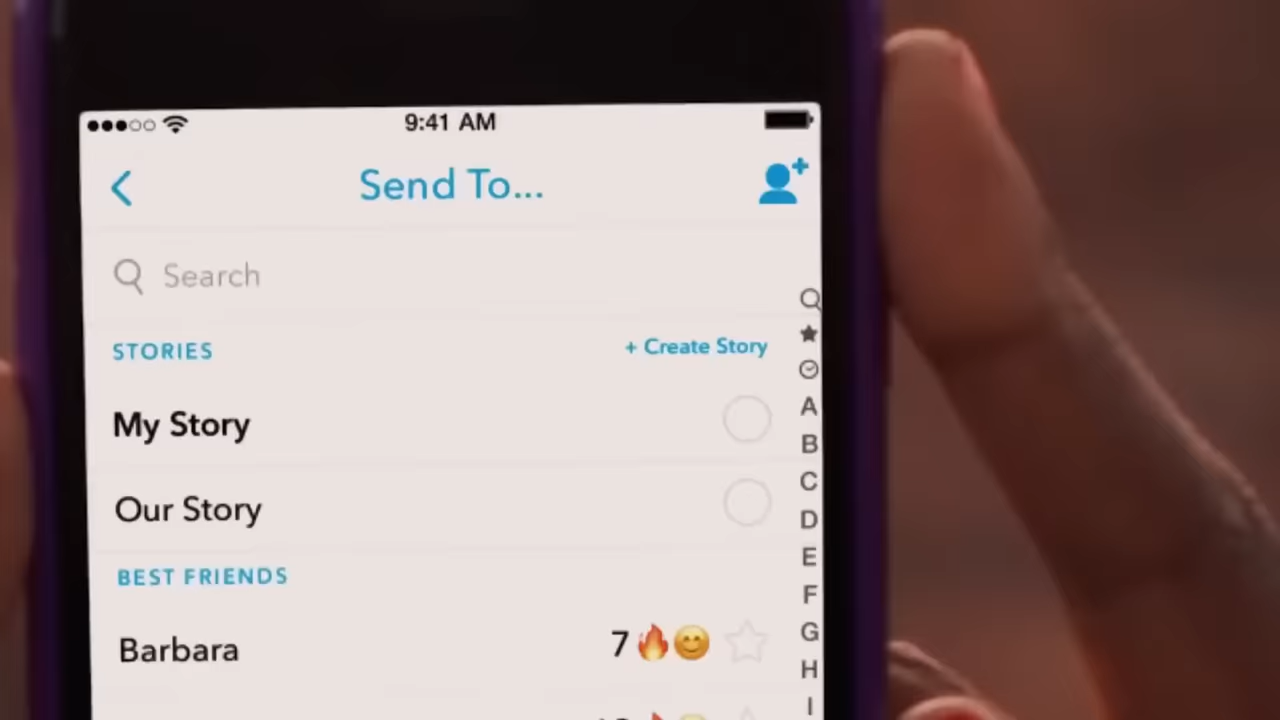 9:41 AM
Send To...
Search
STORIES + Create Story
My Story
Our Story
BEST FRIENDS
Barbara 7🔥😊
A
B
C
D
E
F
G
H
I